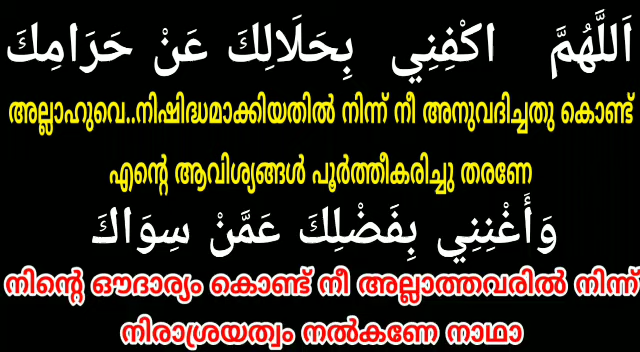 اَللَّهُمَّ اكْفِنِي بِحَلَالِكَ عَنْ حَرَامِكَ
അല്ലാഹുവെ..നിഷിദ്ധമാക്കിയതിൽ നിന്ന് നീ അനുവദിച്ചതു കൊണ്ട്
എന്റെ ആവിശ്യങ്ങൾ പൂർത്തീകരിച്ചു തരണേ
وَأَغْنِنِي بِفَضْلِكَ عَمَّنْ سِوَاكَ
നിന്റെ ഔദാര്യം കൊണ്ട് നീ അല്ലാത്തവരിൽ നിന്ന്
നിരാശ്രയത്വം നൽകണേ നാഥാ